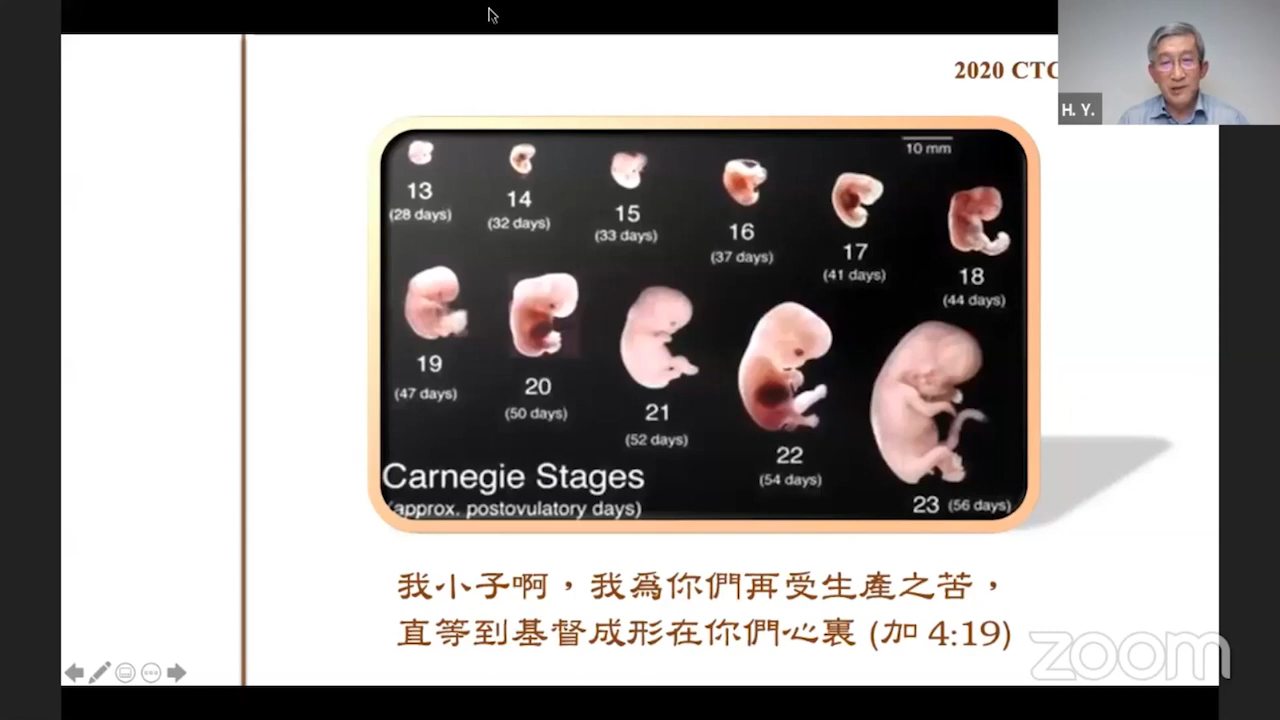 2020 CTC
H. Y.
10 mm
13
(28 days)
14
(32 days)
15
(33 days)
16
(37 days)
17
(41 days)
18
(44 days)
19
(47 days)
20
(50 days)
21
(52 days)
22
(54 days)
23 (56 days)
Carnegie Stages
(approx. postovulatory days)
我小子啊，我為你們再受生產之苦，
直等到基督成形在你們心裏 (加 4:19)
zoom